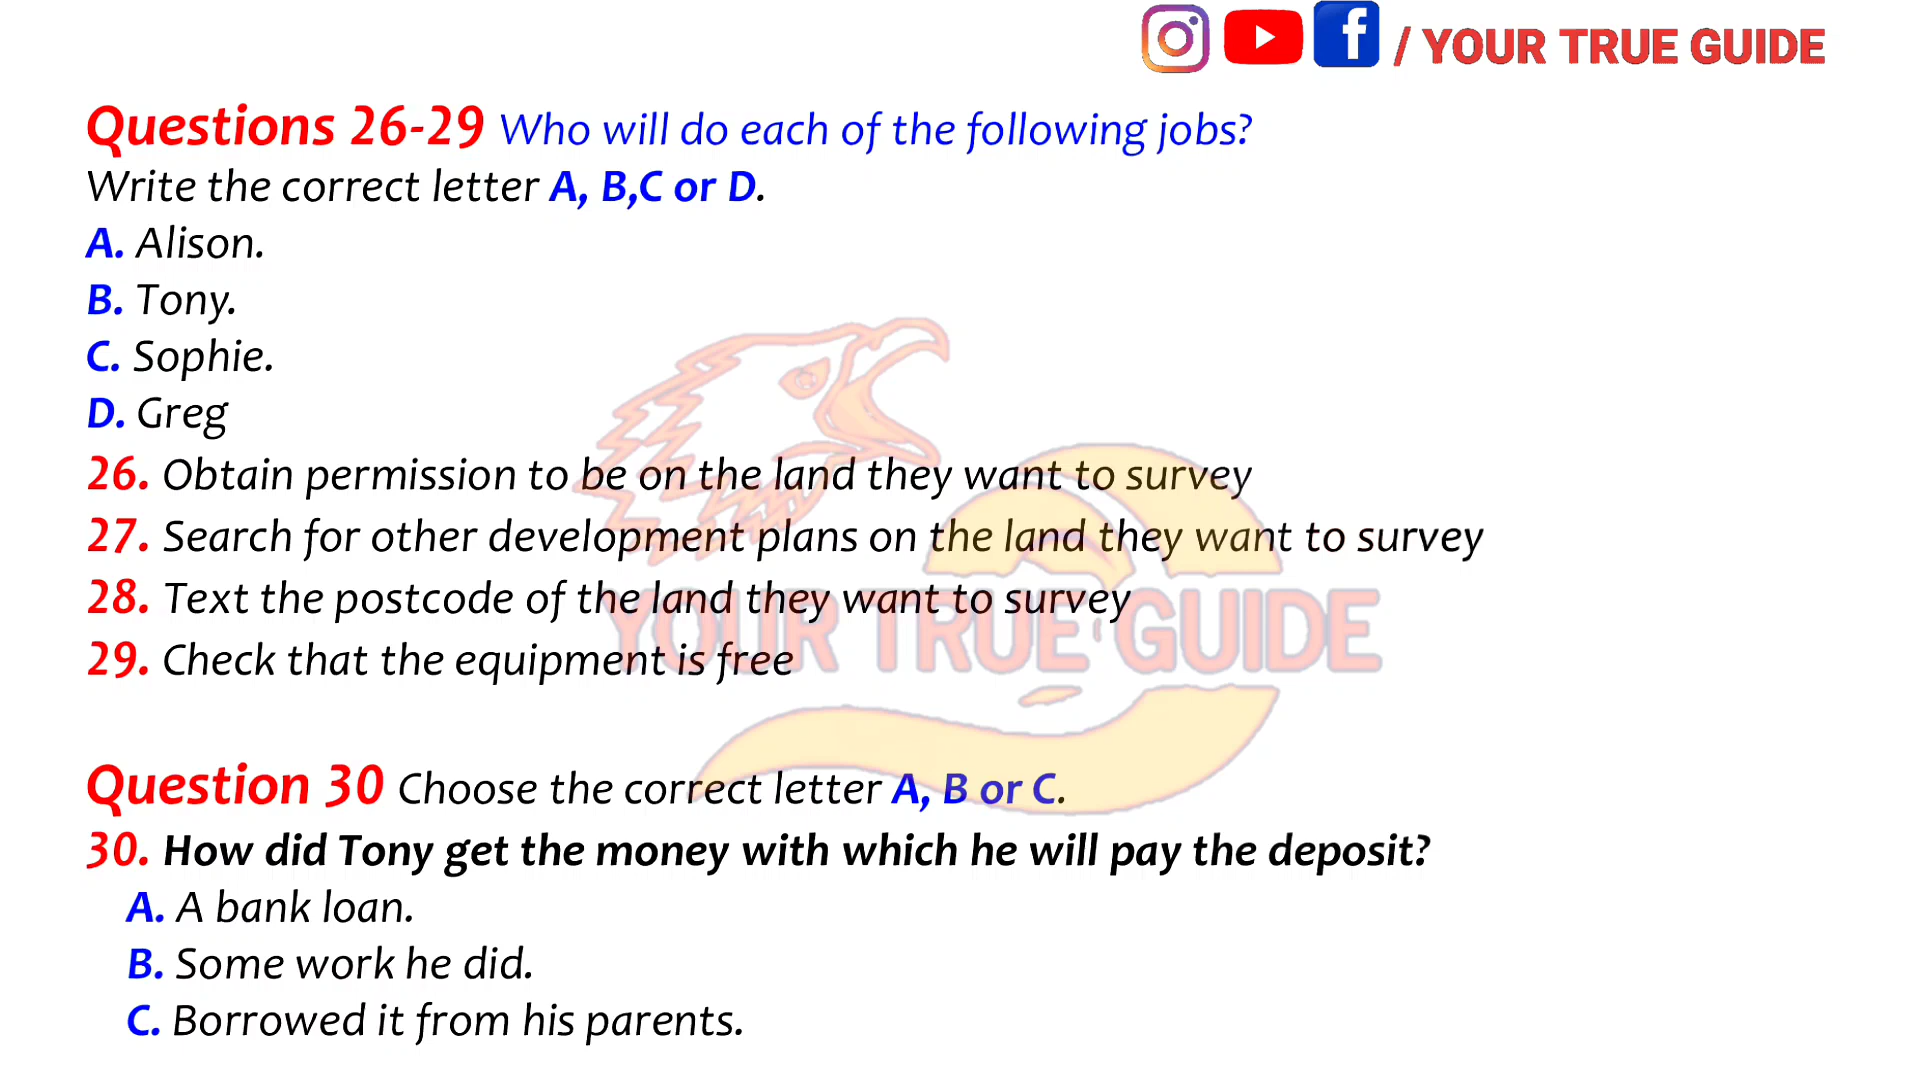 / YOUR TRUE GUIDE
Questions 26-29 Who will do each of the following jobs?
Write the correct letter A, B,C or D.
A. Alison.
B. Tony.
C. Sophie.
D. Greg
26. Obtain permission to be on the land they want to survey
27. Search for other development plans on the land they want to survey
28. Text the postcode of the land they want to survey
YOUR TRUE GUIDE
29. Check that the equipment is free
Question 30 Choose the correct letter A, B or C.
30. How did Tony get the money with which he will pay the deposit?
A. A bank loan.
B. Some work he did.
C. Borrowed it from his parents.